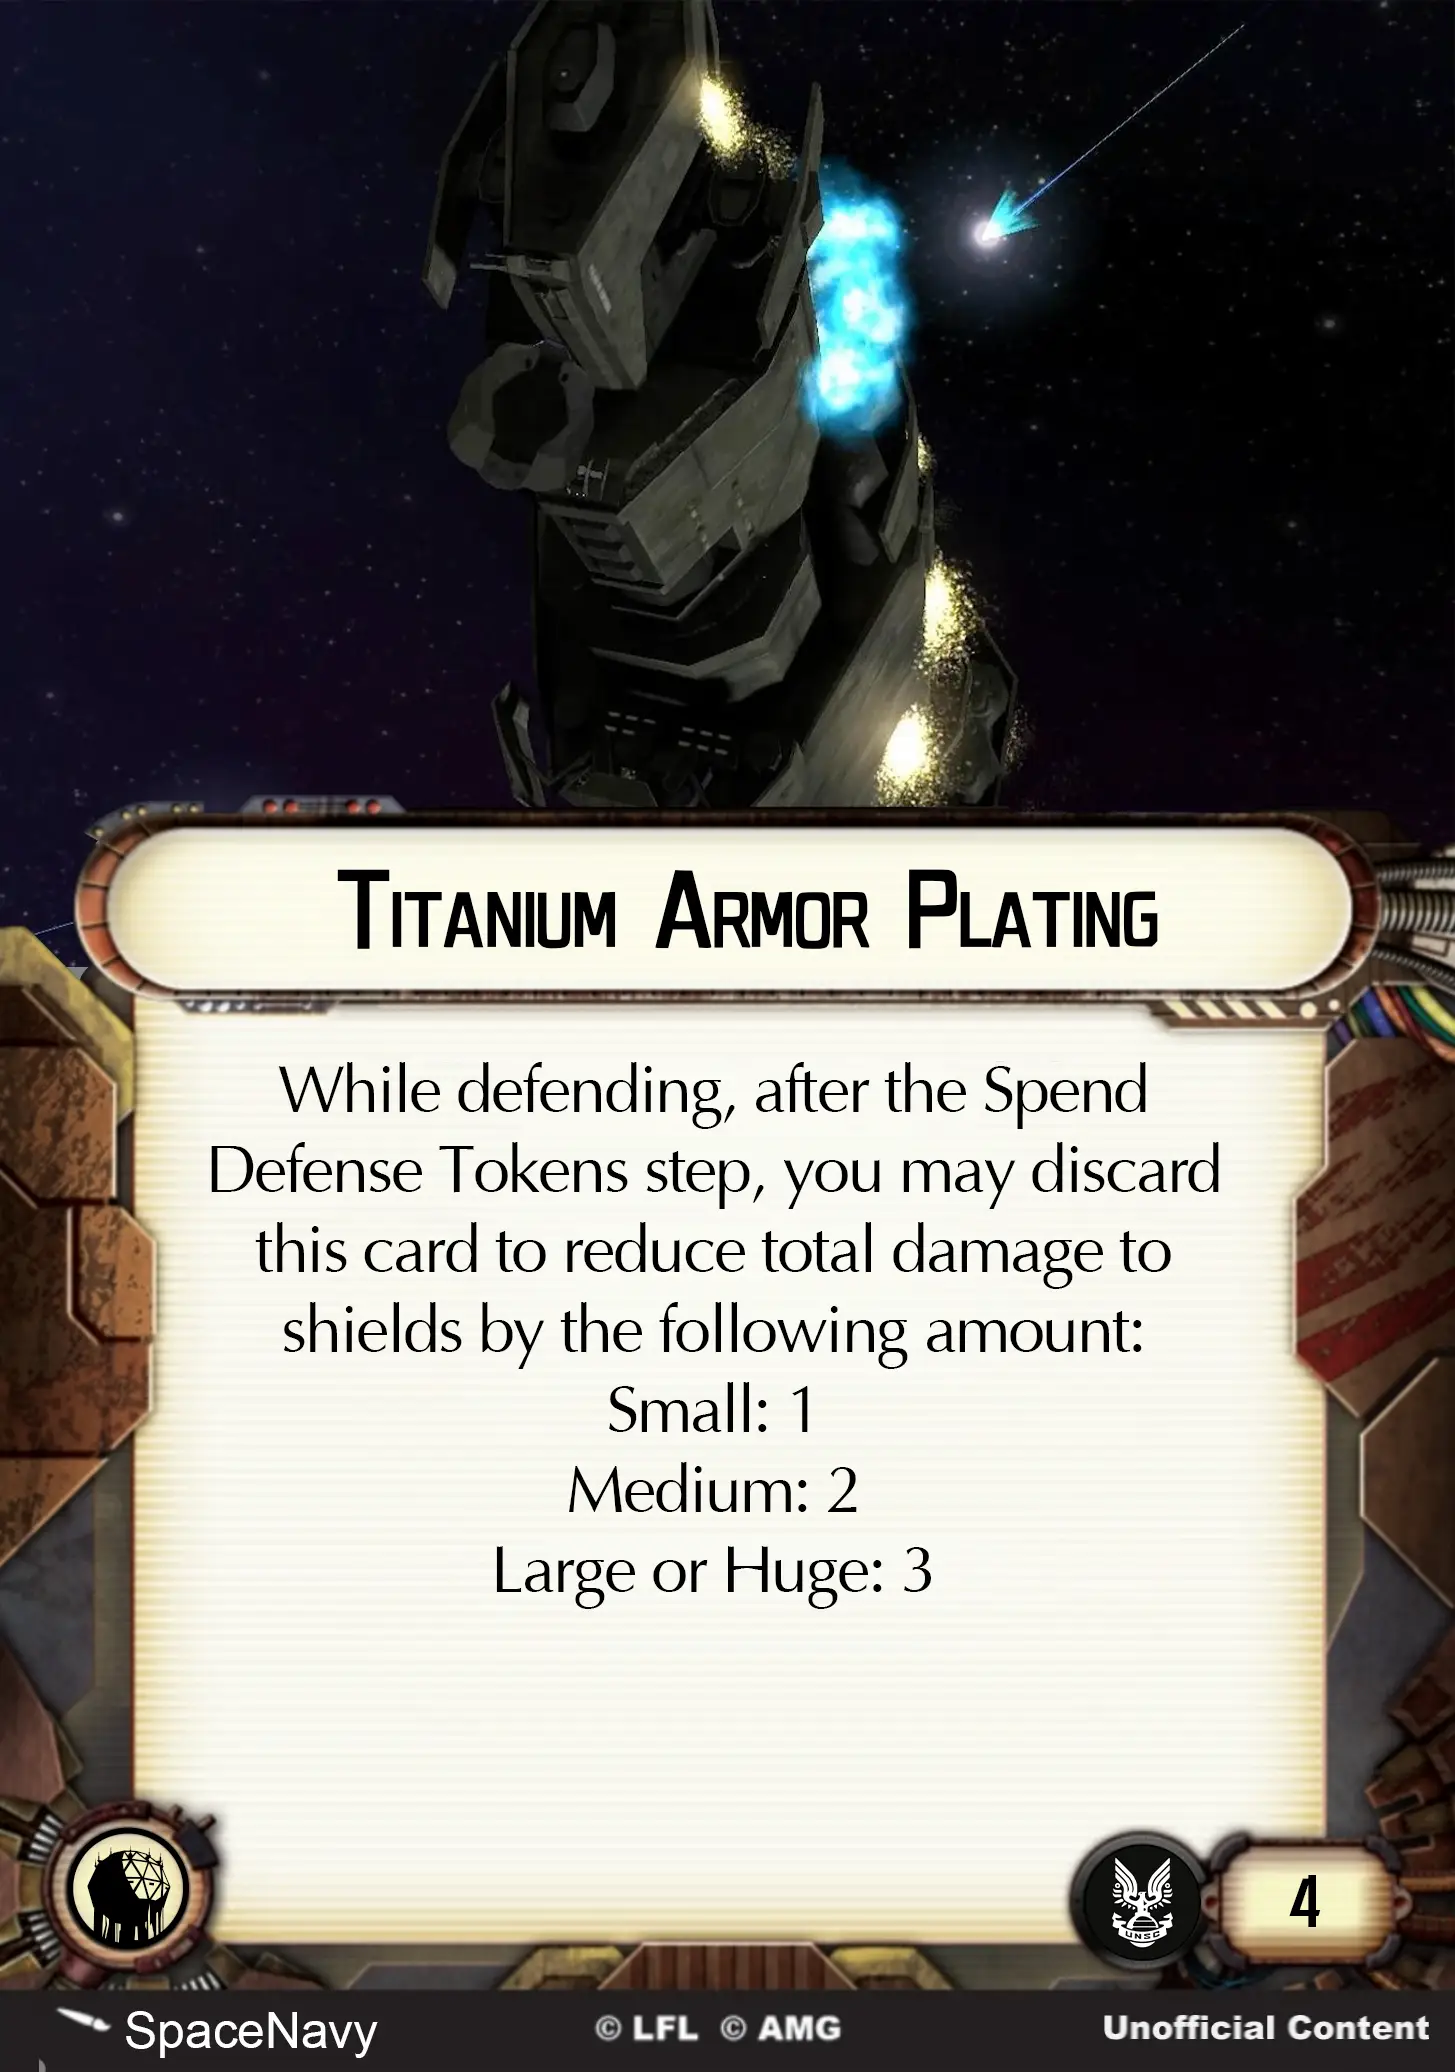 Titanium Armor Plating
While defending, after the Spend
Defense Tokens step, you may discard
this card to reduce total damage to
shields by the following amount:
Small: 1
Medium: 2
Large or Huge: 3
UNSC
4
SpaceNavy
© LFL © AMG
Unofficial Content